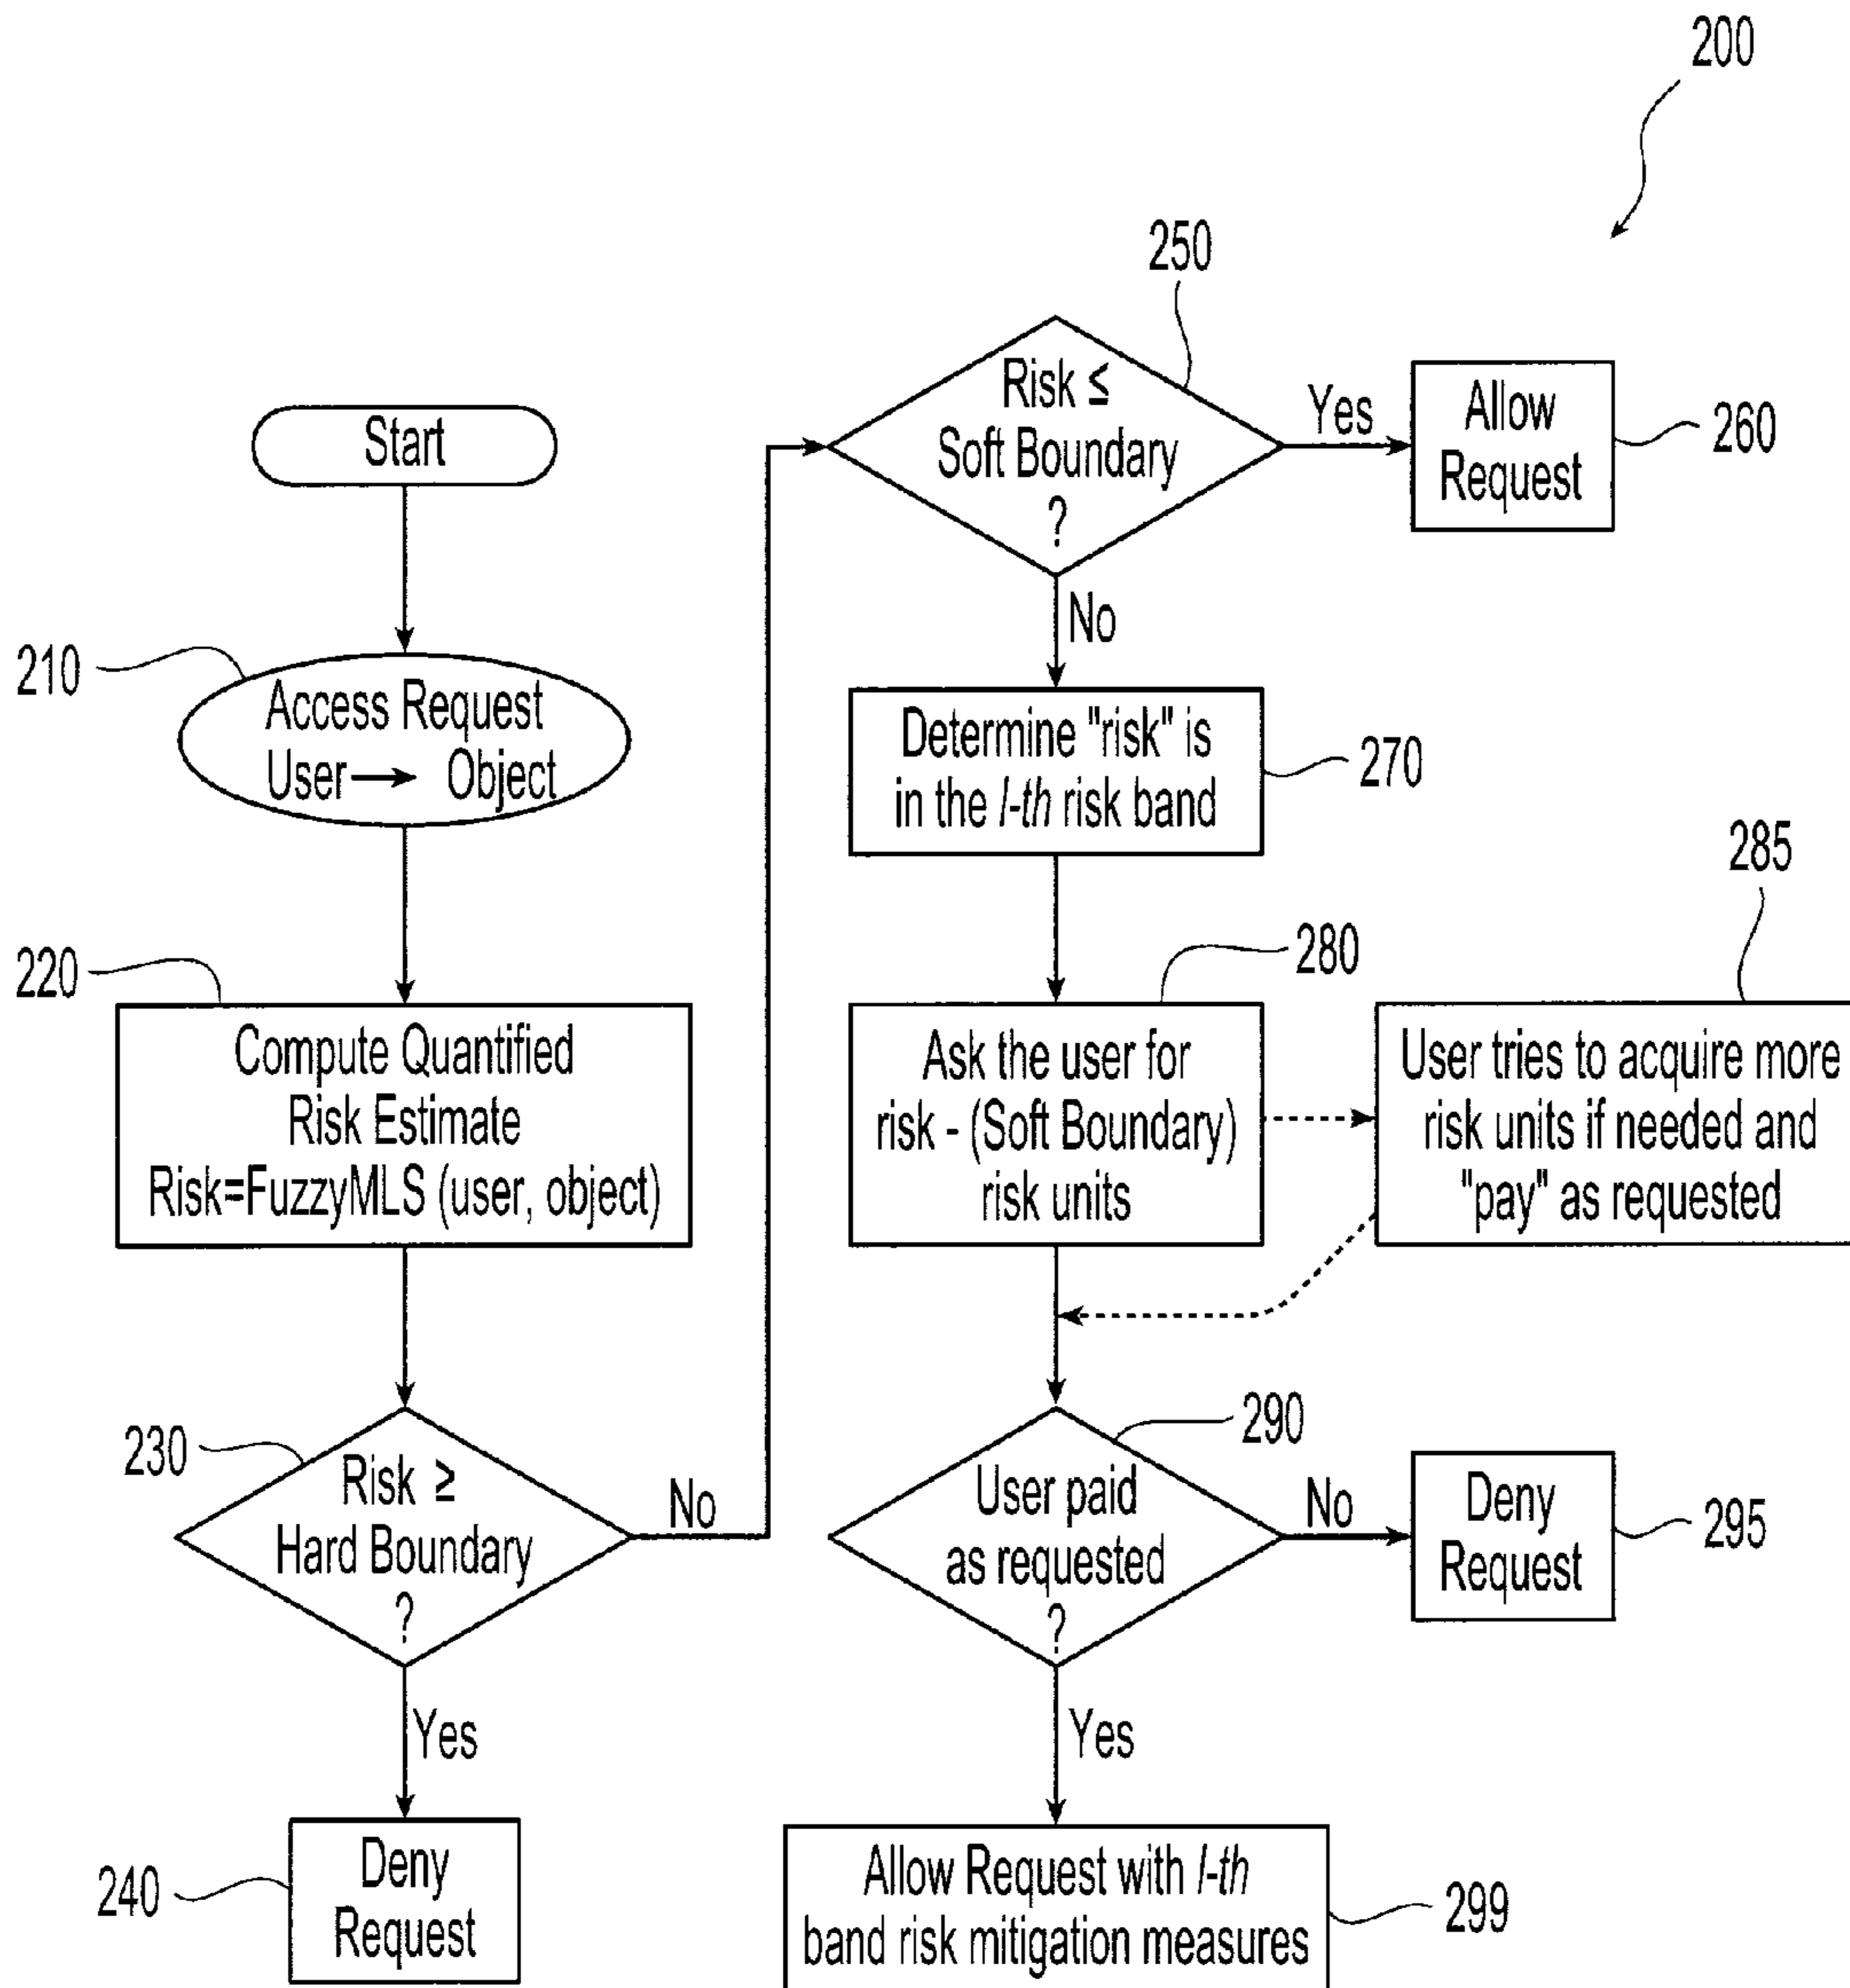 200
Start
210
Access Request
User → Object
220
Compute Quantified
Risk Estimate
Risk=FuzzyMLS (user, object)
230
Risk ≥
Hard Boundary
?
No
Yes
240
Deny
Request
250
Risk ≤
Soft Boundary
?
Yes
Allow
Request
260
No
Determine "risk" is
in the I-th risk band
270
280
Ask the user for
risk - (Soft Boundary)
risk units
285
User tries to acquire more
risk units if needed and
"pay" as requested
290
User paid
as requested
?
No
Deny
Request
295
Yes
Allow Request with I-th
band risk mitigation measures
299